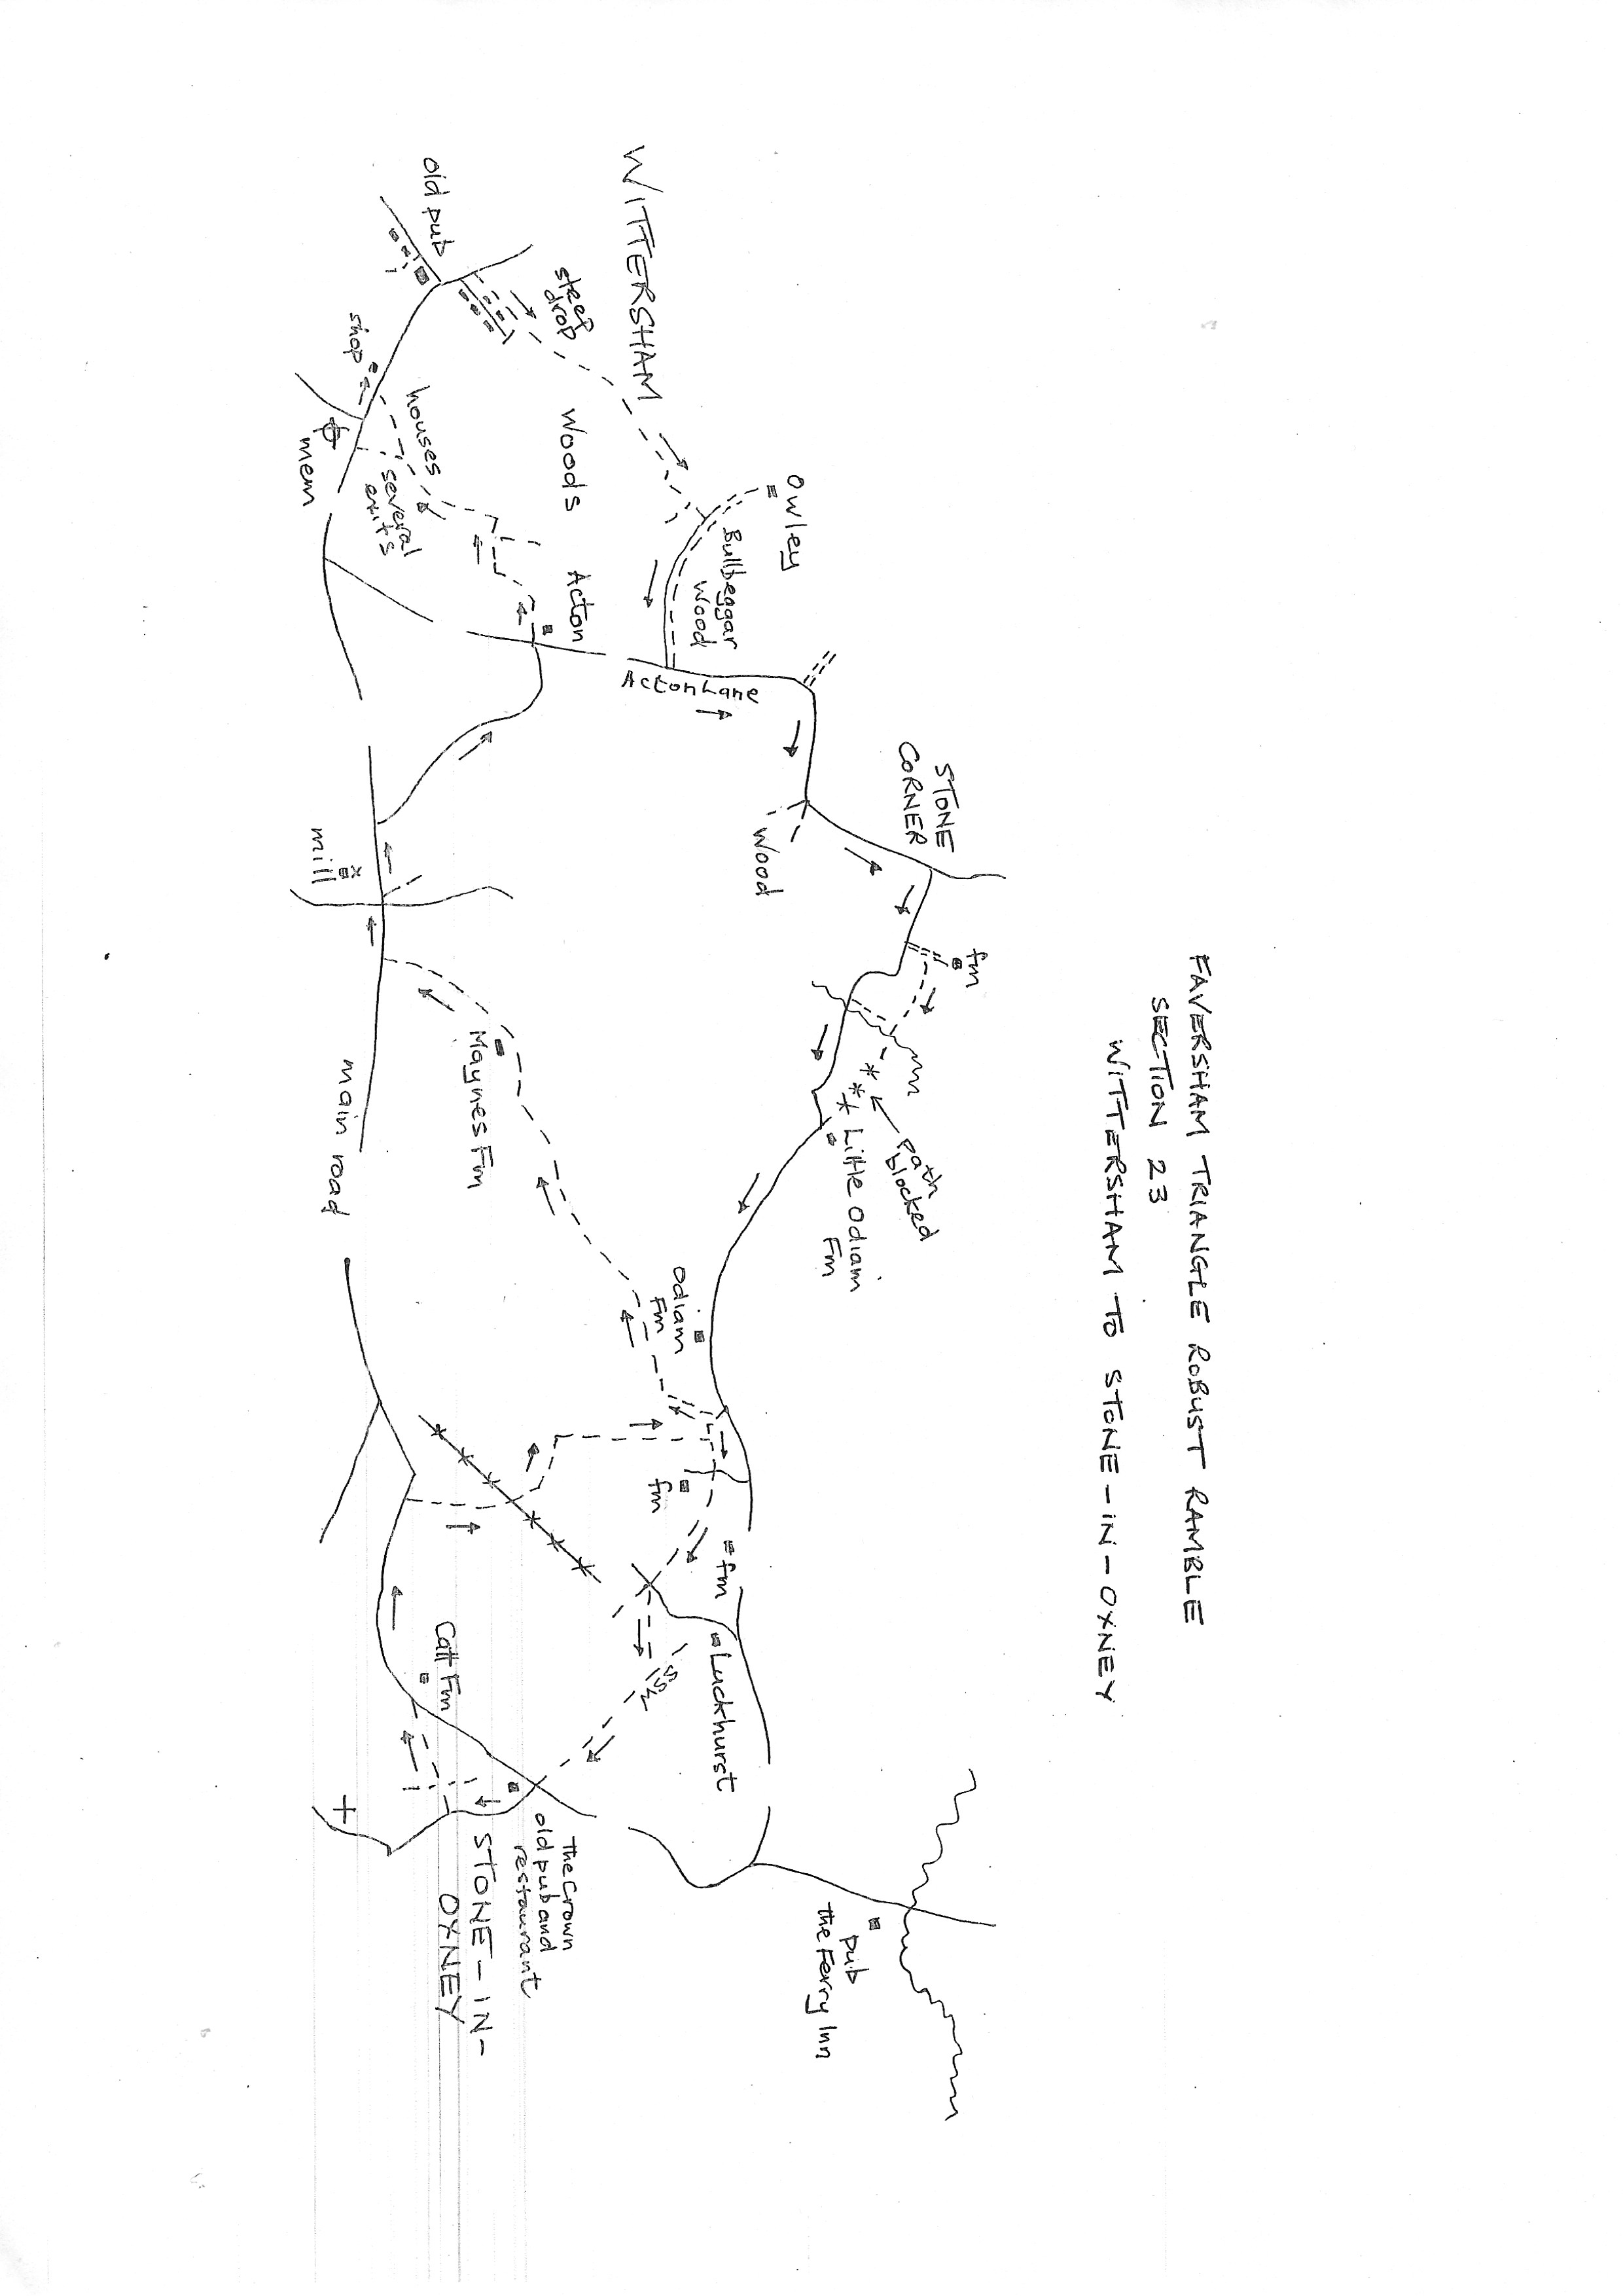 FAVERSHAM TRIANGLE ROBUST RAMBLE
SECTION 23
WITTERSHAM TO STONE-IN-OXNEY
pub
the Ferry Inn
fm
STONE
CORNER
path
blocked
Little Odiam
Fm
Luckhurst
fm
SSW
fm
The Crown
old pub and
restaurant
STONE-IN-
OXNEY
Wood
Odiam
Fm
Catt Fm
Owley
Bullbeggar
Wood
Acton Lane
Maynes Fm
WITTERSHAM
Woods
Acton
main road
steep
drop
houses
several
exits
mill
old pub
shop
mem